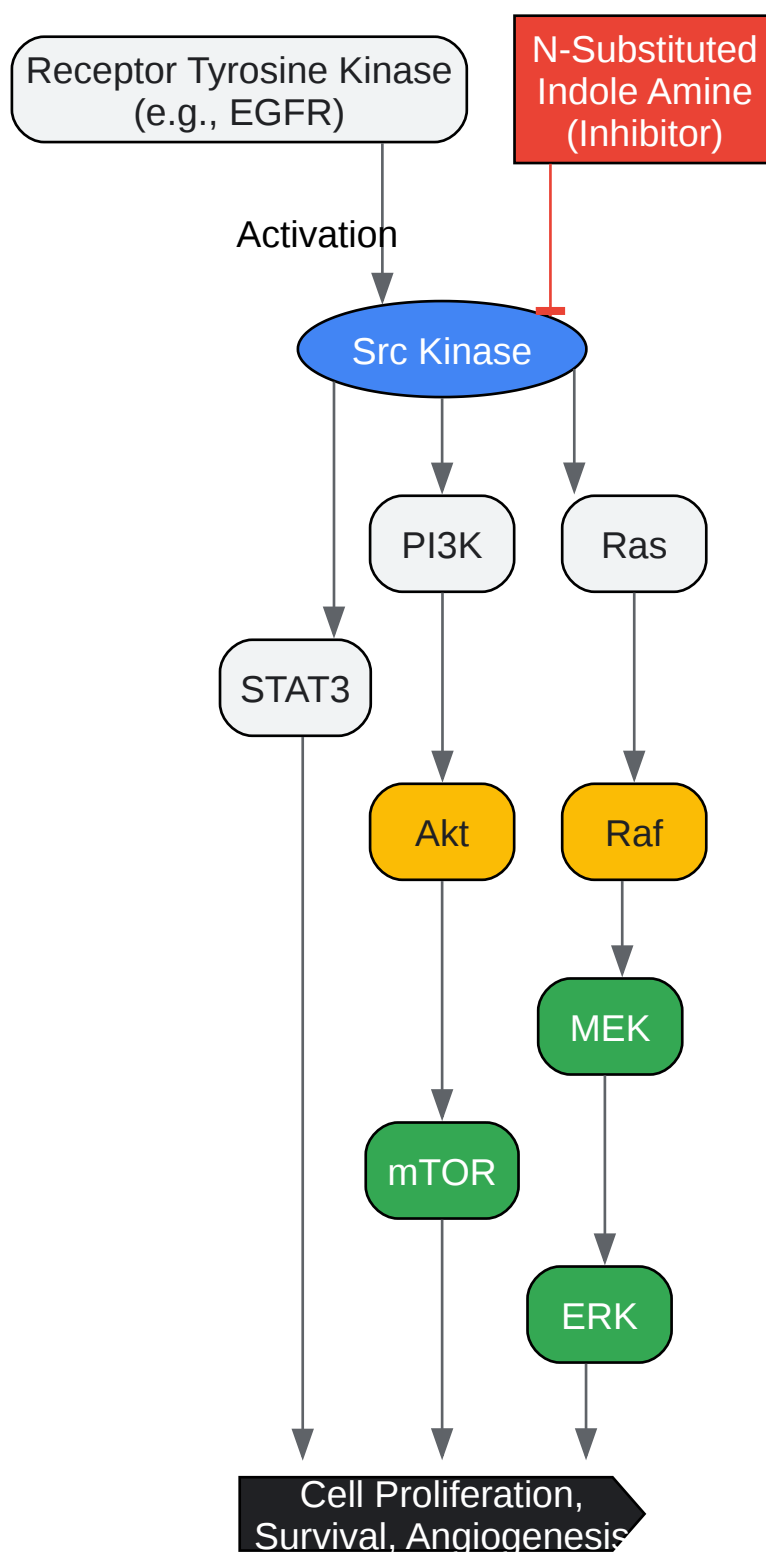 Receptor Tyrosine Kinase
(e.g., EGFR)
N-Substituted
Indole Amine
(Inhibitor)
Activation
Src Kinase
PI3K
Ras
STAT3
Akt
Raf
MEK
mTOR
ERK
Cell Proliferation,
Survival, Angiogenesis